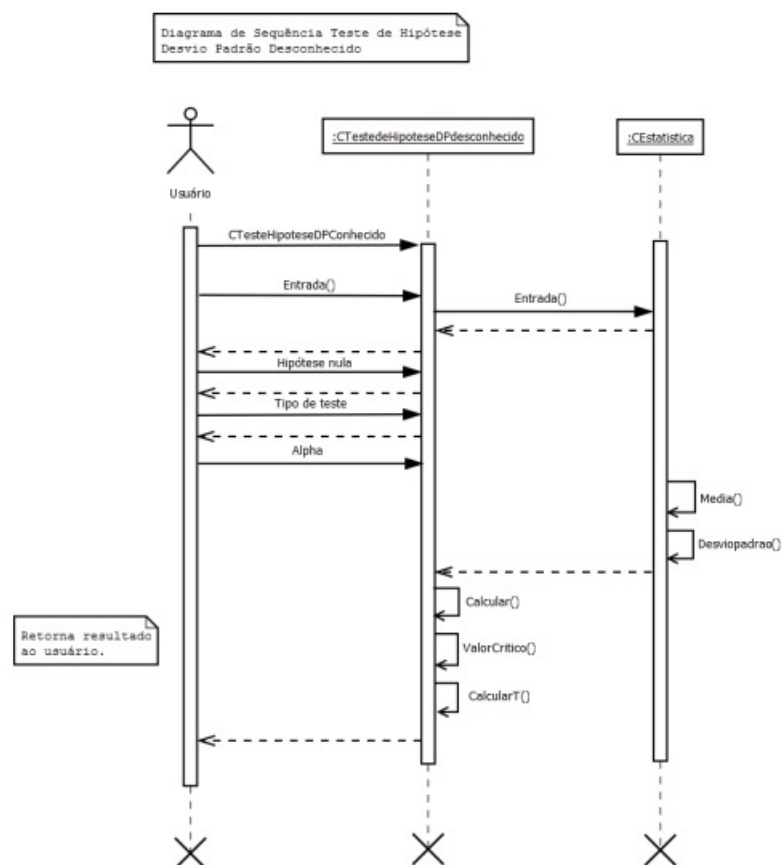 Diagrama de Sequência Teste de Hipótese
Desvio Padrão Desconhecido
:CTestedeHipoteseDPdesconhecido
:CEstatistica
Usuário
CTesteHipoteseDPConhecido
Entrada()
Entrada()
Hipótese nula
Tipo de teste
Alpha
Media()
Desviopadrao()
Calcular()
Retorna resultado
ao usuário.
ValorCritico()
CalcularT()